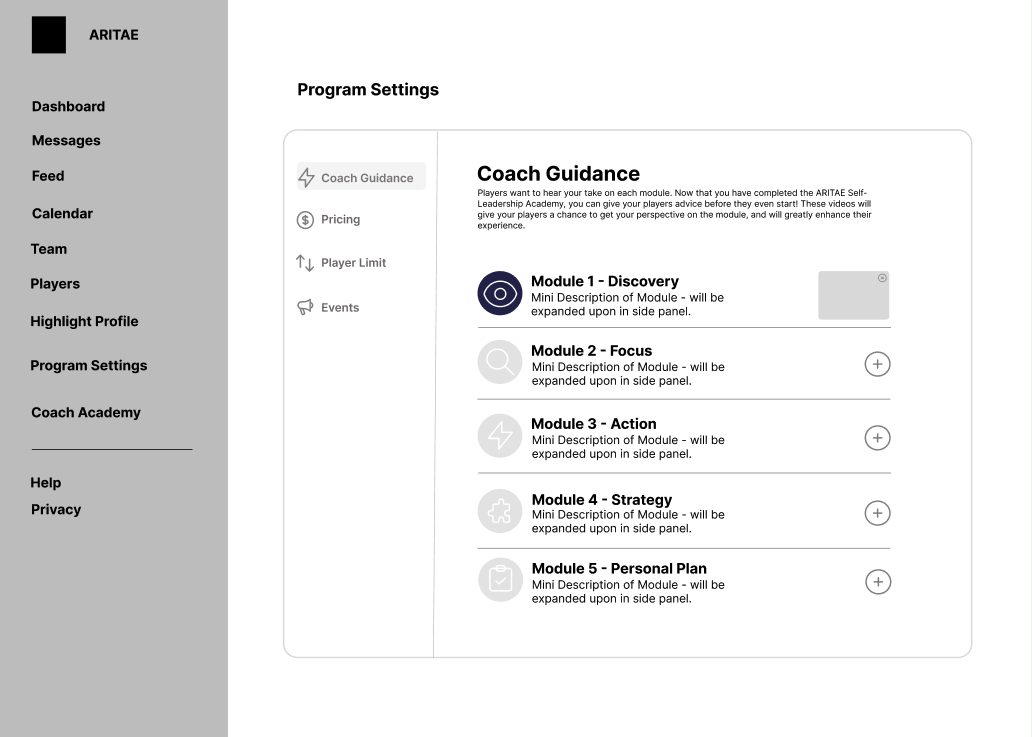 ARITAE
Dashboard
Messages
Feed
Calendar
Team
Players
Highlight Profile
Program Settings
Coach Academy
Help
Privacy
Program Settings
Coach Guidance
Pricing
Player Limit
Events
Coach Guidance
Players want to hear your take on each module. Now that you have completed the ARITAE Self-
Leadership Academy, you can give your players advice before they even start! These videos will
give your players a chance to get your perspective on the module, and will greatly enhance their
experience.
Module 1 - Discovery
Mini Description of Module - will be
expanded upon in side panel.
Module 2 - Focus
Mini Description of Module - will be
expanded upon in side panel.
Module 3 - Action
Mini Description of Module - will be
expanded upon in side panel.
Module 4 - Strategy
Mini Description of Module - will be
expanded upon in side panel.
Module 5 - Personal Plan
Mini Description of Module - will be
expanded upon in side panel.